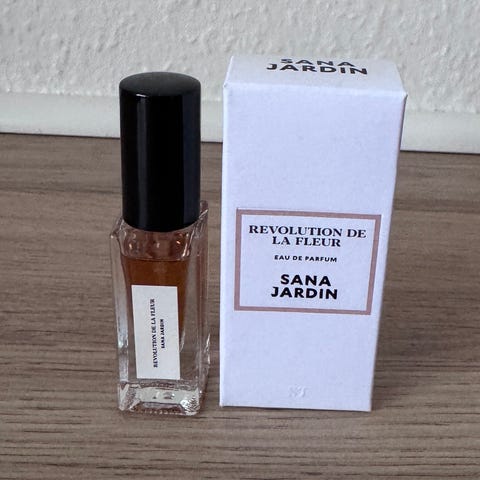 SANA
JARDIN
REVOLUTION DE
LA FLEUR
EAU DE PARFUM
SANA
JARDIN
REVOLUTION DE LA FLEUR
SANA JARDIN